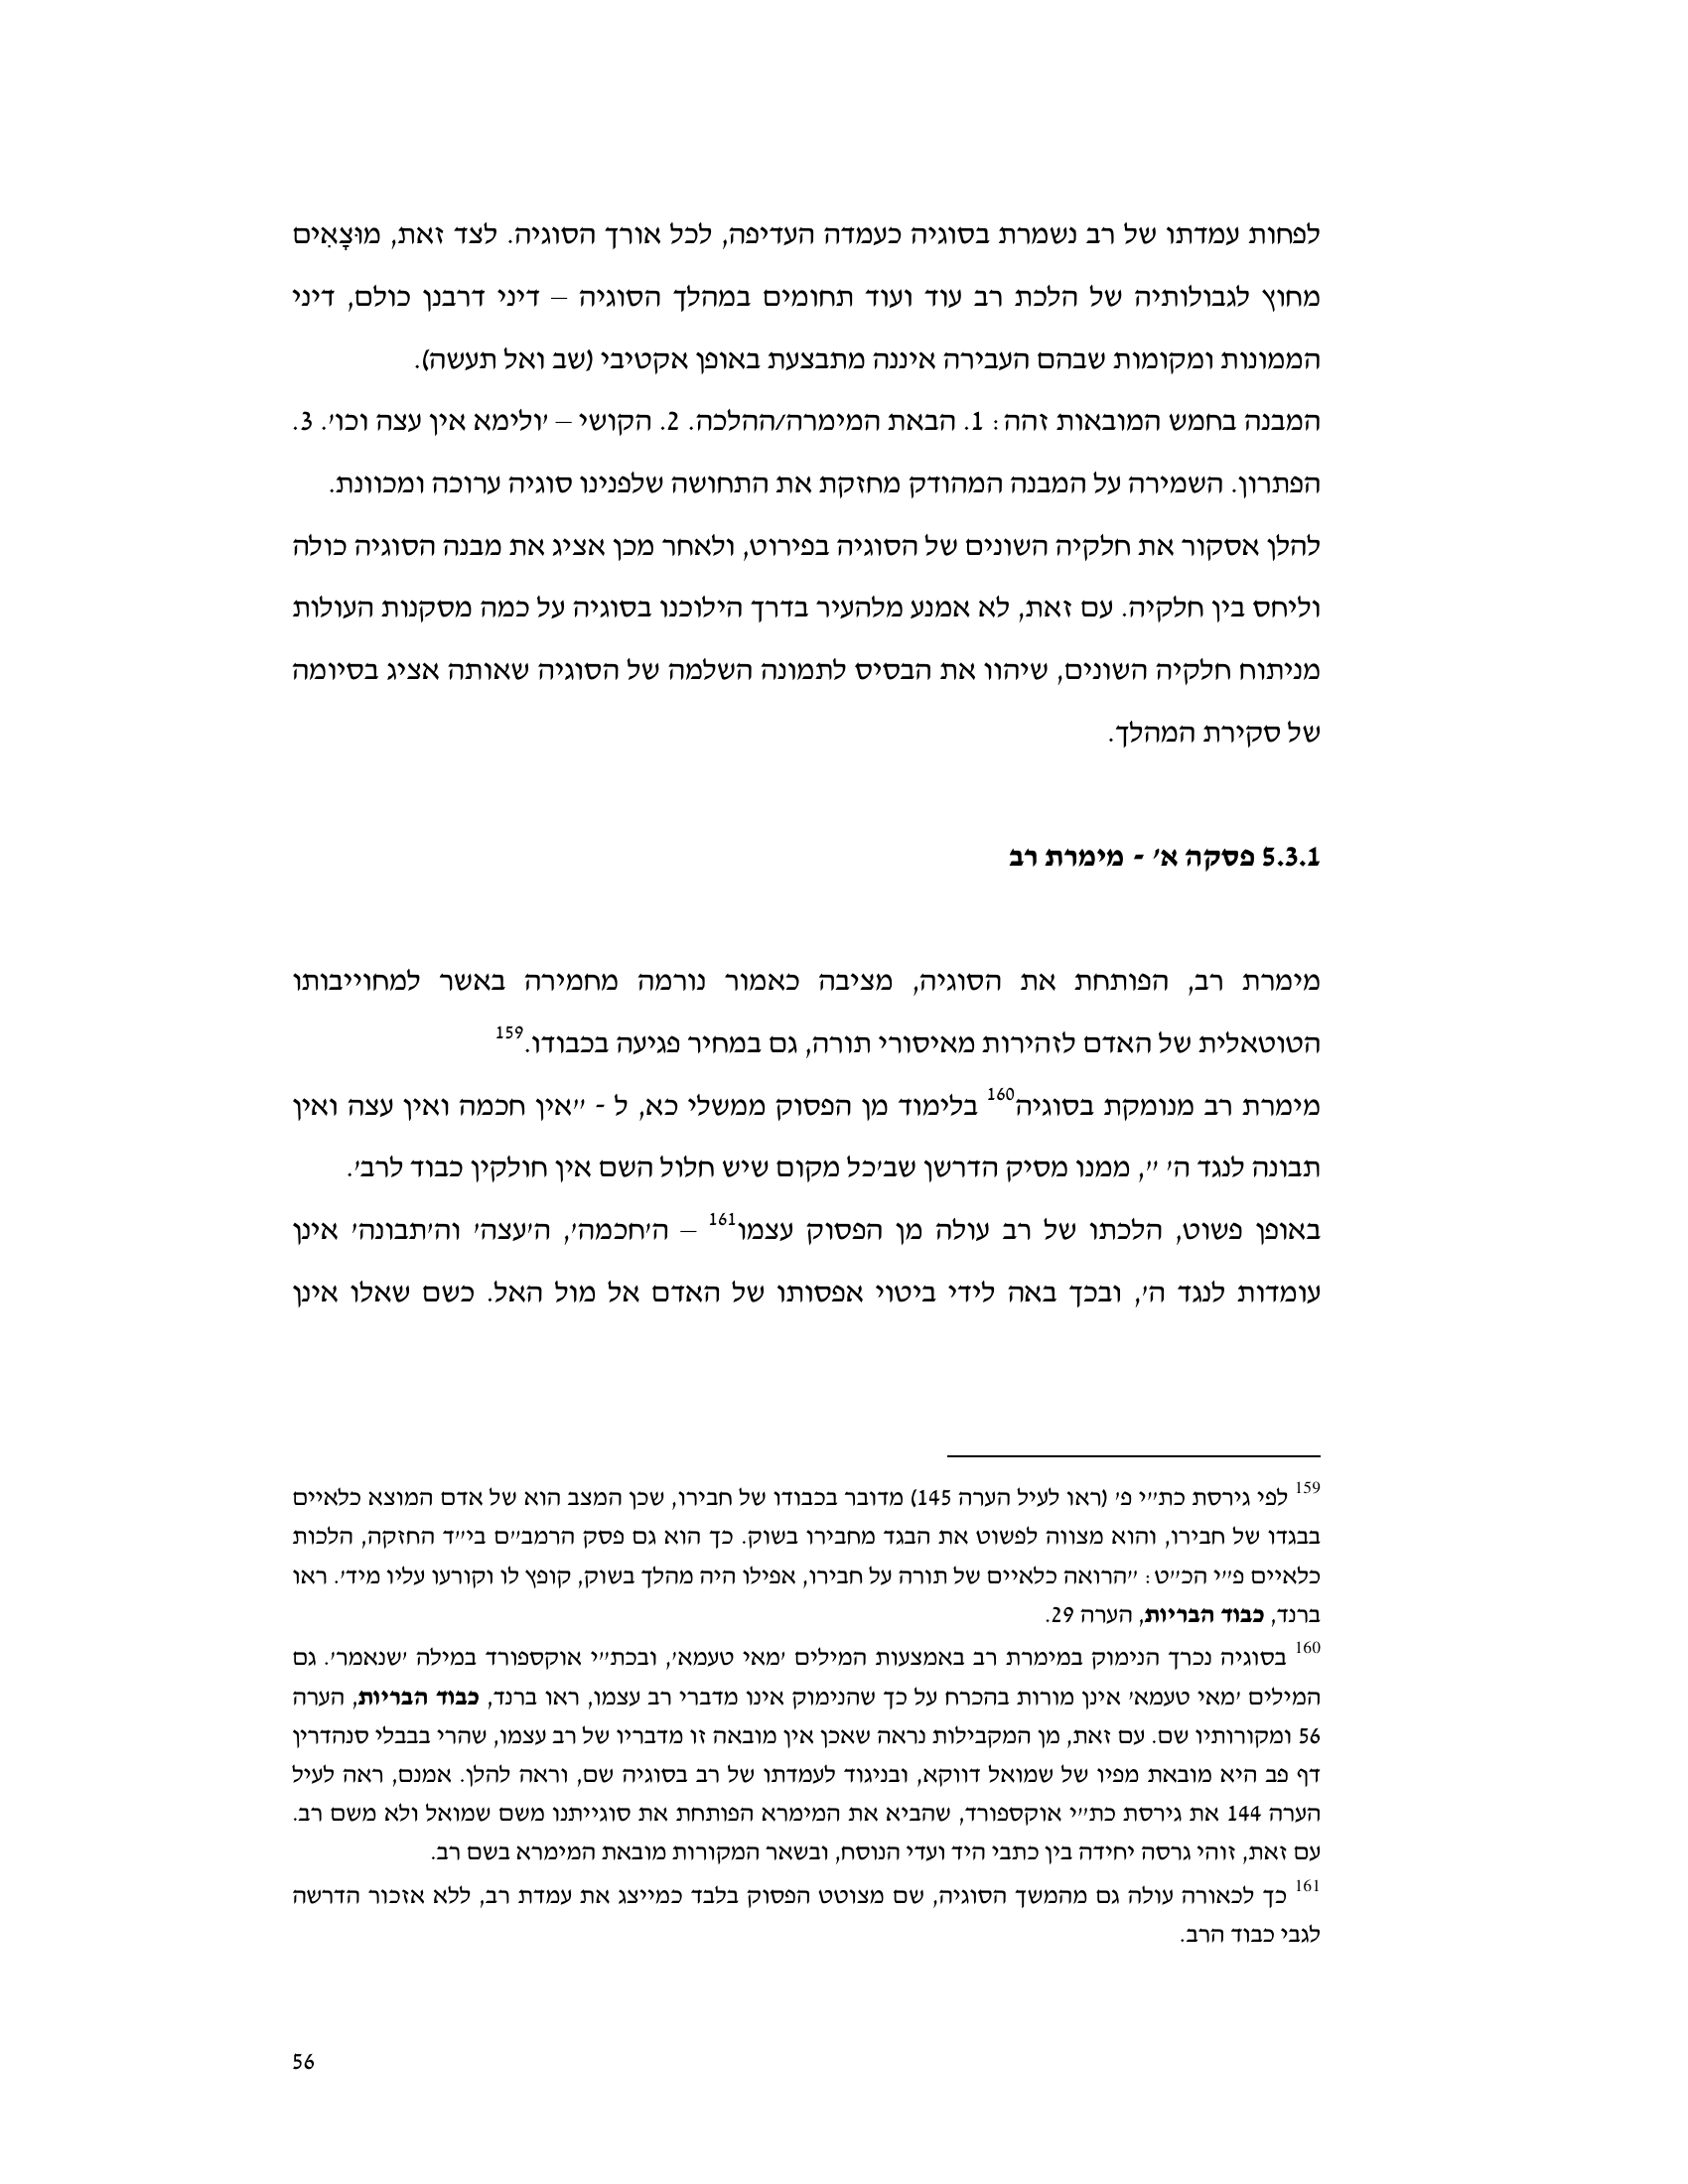 לפחות עמדתו של רב נשמרת בסוגיה כעמדה העדיפה, לכל אורך הסוגיה. לצד זאת, מוּצָאִים
מחוץ לגבולותיה של הלכת רב עוד ועוד תחומים במהלך הסוגיה – דיני דרבנן כולם, דיני
הממונות ומקומות שבהם העבירה איננה מתבצעת באופן אקטיבי (שב ואל תעשה).
המבנה בחמש המובאות זהה: 1. הבאת המימרה/ההלכה. 2. הקושי – 'ולימא אין עצה וכו'. 3.
הפתרון. השמירה על המבנה המהודק מחזקת את התחושה שלפנינו סוגיה ערוכה ומכוונת.
להלן אסקור את חלקיה השונים של הסוגיה בפירוט, ולאחר מכן אציג את מבנה הסוגיה כולה
וליחס בין חלקיה. עם זאת, לא אמנע מלהעיר בדרך הילוכנו בסוגיה על כמה מסקנות העולות
מניתוח חלקיה השונים, שיהוו את הבסיס לתמונה השלמה של הסוגיה שאותה אציג בסיומה
של סקירת המהלך.
5.3.1 פסקה א' - מימרת רב
מימרת רב, הפותחת את הסוגיה, מציבה כאמור נורמה מחמירה באשר למחוייבותו
הטוטאלית של האדם לזהירות מאיסורי תורה, גם במחיר פגיעה בכבודו.159
מימרת רב מנומקת בסוגיה160 בלימוד מן הפסוק ממשלי כא, ל - "אין חכמה ואין עצה ואין
תבונה לנגד ה' ", ממנו מסיק הדרשן שב'כל מקום שיש חלול השם אין חולקין כבוד לרב'.
באופן פשוט, הלכתו של רב עולה מן הפסוק עצמו161 – ה'חכמה', ה'עצה' וה'תבונה' אינן
עומדות לנגד ה', ובכך באה לידי ביטוי אפסותו של האדם אל מול האל. כשם שאלו אינן
159 לפי גירסת כת"י פ' (ראו לעיל הערה 145) מדובר בכבודו של חבירו, שכן המצב הוא של אדם המוצא כלאיים
בבגדו של חבירו, והוא מצווה לפשוט את הבגד מחבירו בשוק. כך הוא גם פסק הרמב"ם בי"ד החזקה, הלכות
כלאיים פ"י הכ"ט: "הרואה כלאיים של תורה על חבירו, אפילו היה מהלך בשוק, קופץ לו וקורעו עליו מיד'. ראו
ברנד, כבוד הבריות, הערה 29.
160 בסוגיה נכרך הנימוק במימרת רב באמצעות המילים 'מאי טעמא', ובכת"י אוקספורד במילה 'שנאמר'. גם
המילים 'מאי טעמא' אינן מורות בהכרח על כך שהנימוק אינו מדברי רב עצמו, ראו ברנד, כבוד הבריות, הערה
56 ומקורותיו שם. עם זאת, מן המקבילות נראה שאכן אין מובאה זו מדבריו של רב עצמו, שהרי בבבלי סנהדרין
דף פב היא מובאת מפיו של שמואל דווקא, ובניגוד לעמדתו של רב בסוגיה שם, וראה להלן. אמנם, ראה לעיל
הערה 144 את גירסת כת"י אוקספורד, שהביא את המימרא הפותחת את סוגייתנו משם שמואל ולא משם רב.
עם זאת, זוהי גרסה יחידה בין כתבי היד ועדי הנוסח, ובשאר המקורות מובאת המימרא בשם רב.
161 כך לכאורה עולה גם מהמשך הסוגיה, שם מצוטט הפסוק בלבד כמייצג את עמדת רב, ללא אזכור הדרשה
לגבי כבוד הרב.
56